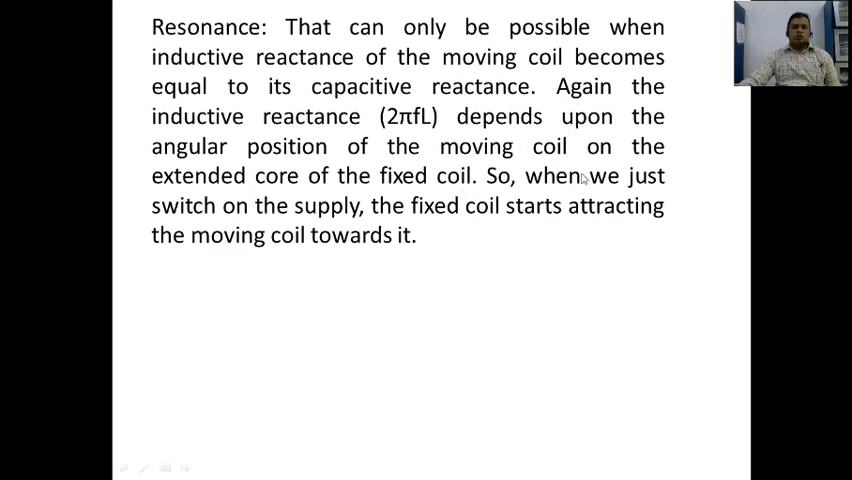 Resonance: That can only be possible when
inductive reactance of the moving coil becomes
equal to its capacitive reactance. Again the
inductive reactance (2πfL) depends upon the
angular position of the moving coil on the
extended core of the fixed coil. So, when we just
switch on the supply, the fixed coil starts attracting
the moving coil towards it.